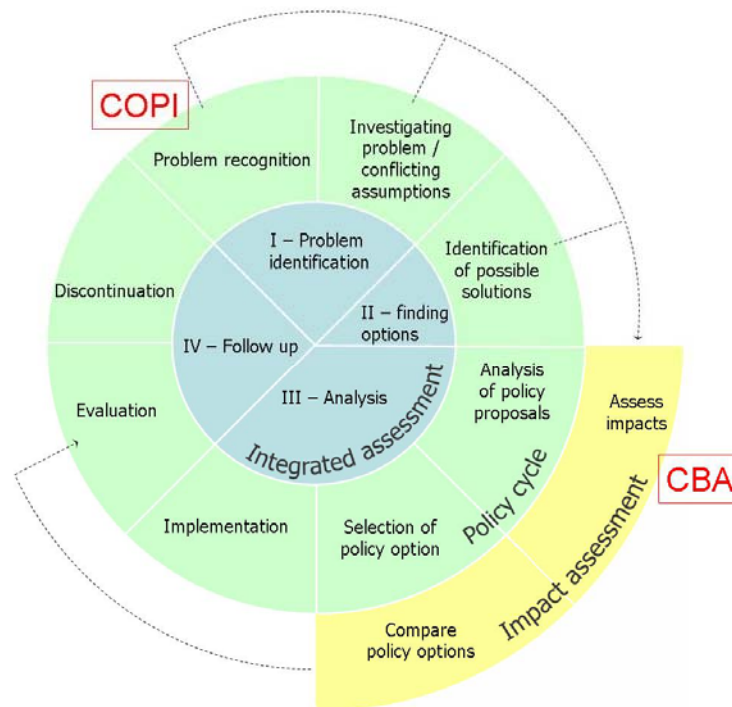 COPI
Problem recognition
Investigating
problem /
conflicting
assumptions
Identification
of possible
solutions
Analysis
of policy
proposals
Selection of
policy option
Implementation
Evaluation
Discontinuation
Policy cycle
I – Problem
identification
II – finding
options
III – Analysis
IV – Follow up
Integrated assessment
Assess
impacts
CBA
Compare
policy options
Impact assessment